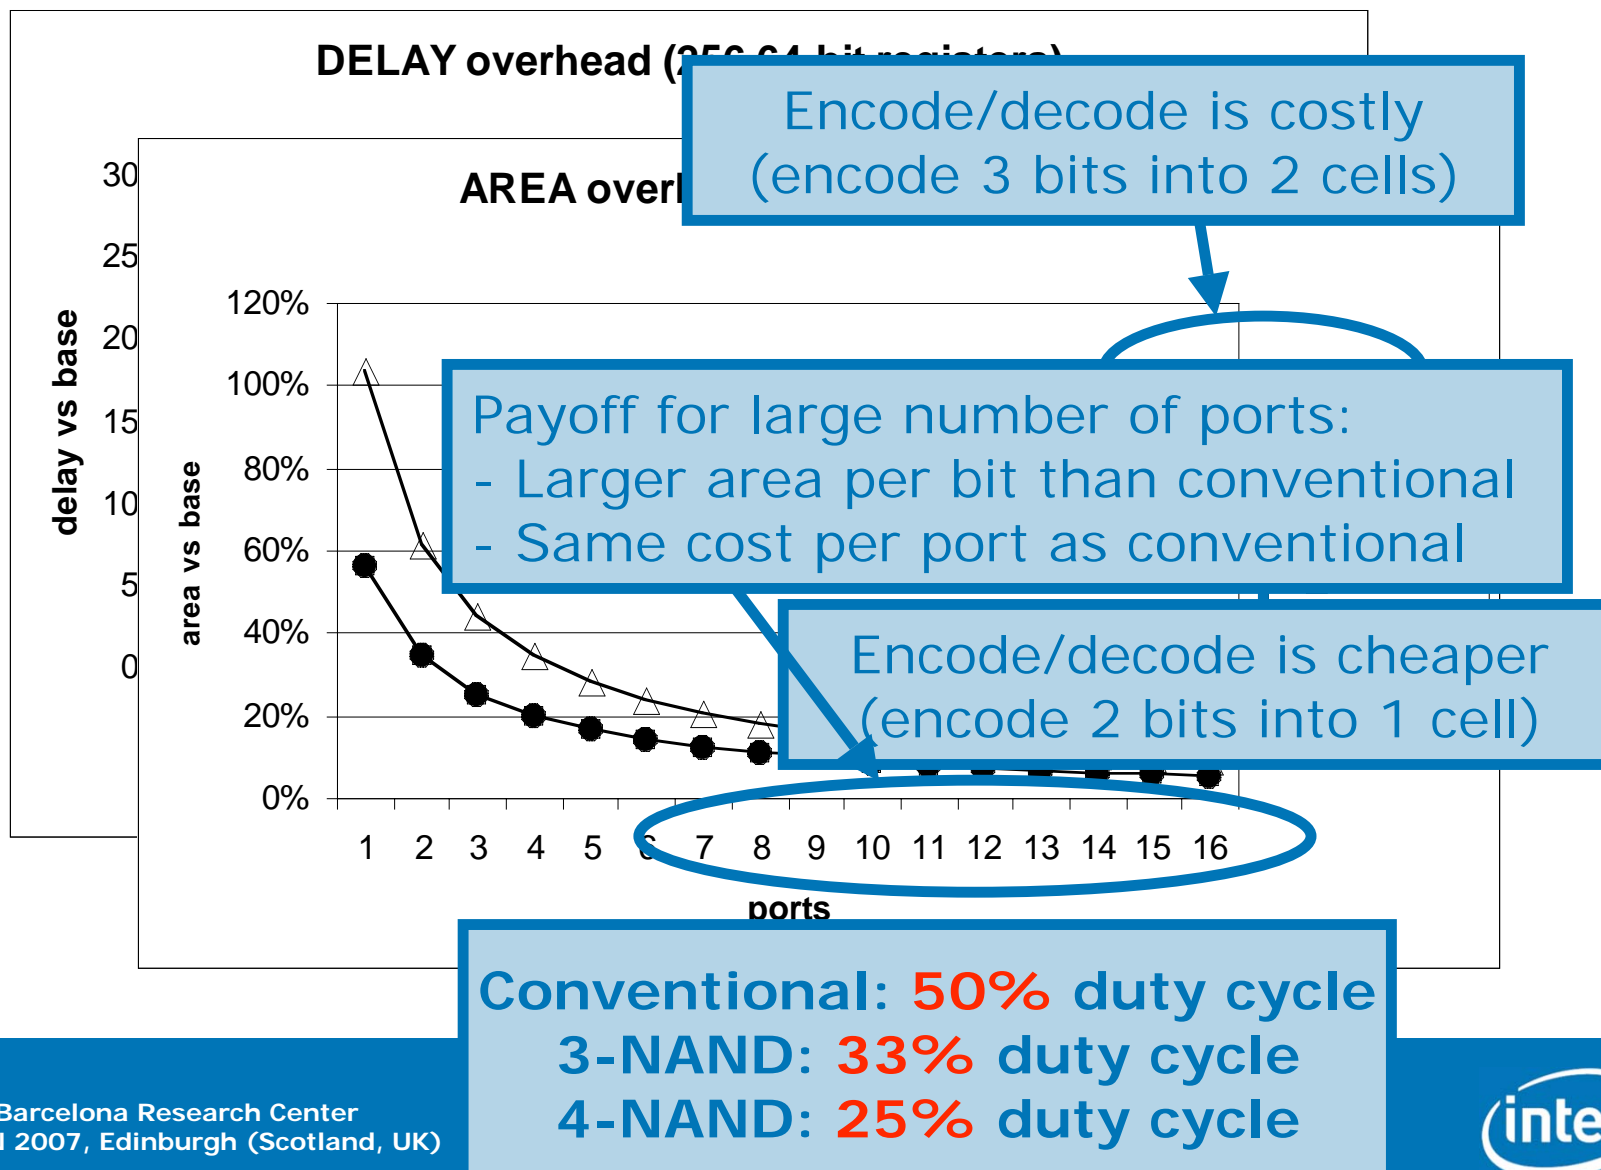 DELAY overhead (256 64-bit registers)
Encode/decode is costly
(encode 3 bits into 2 cells)
AREA
30
25
20
15
10
5
0
delay vs base
120%
100%
80%
60%
40%
20%
0%
area vs base
Payoff for large number of ports:
- Larger area per bit than conventional
- Same cost per port as conventional
Encode/decode is cheaper
(encode 2 bits into 1 cell)
1 2 3 4 5 6 7 8 9 10 11 12 13 14 15 16
ports
Conventional: 50% duty cycle
3-NAND: 33% duty cycle
4-NAND: 25% duty cycle
Barcelona Research Center
2007, Edinburgh (Scotland, UK)
inte